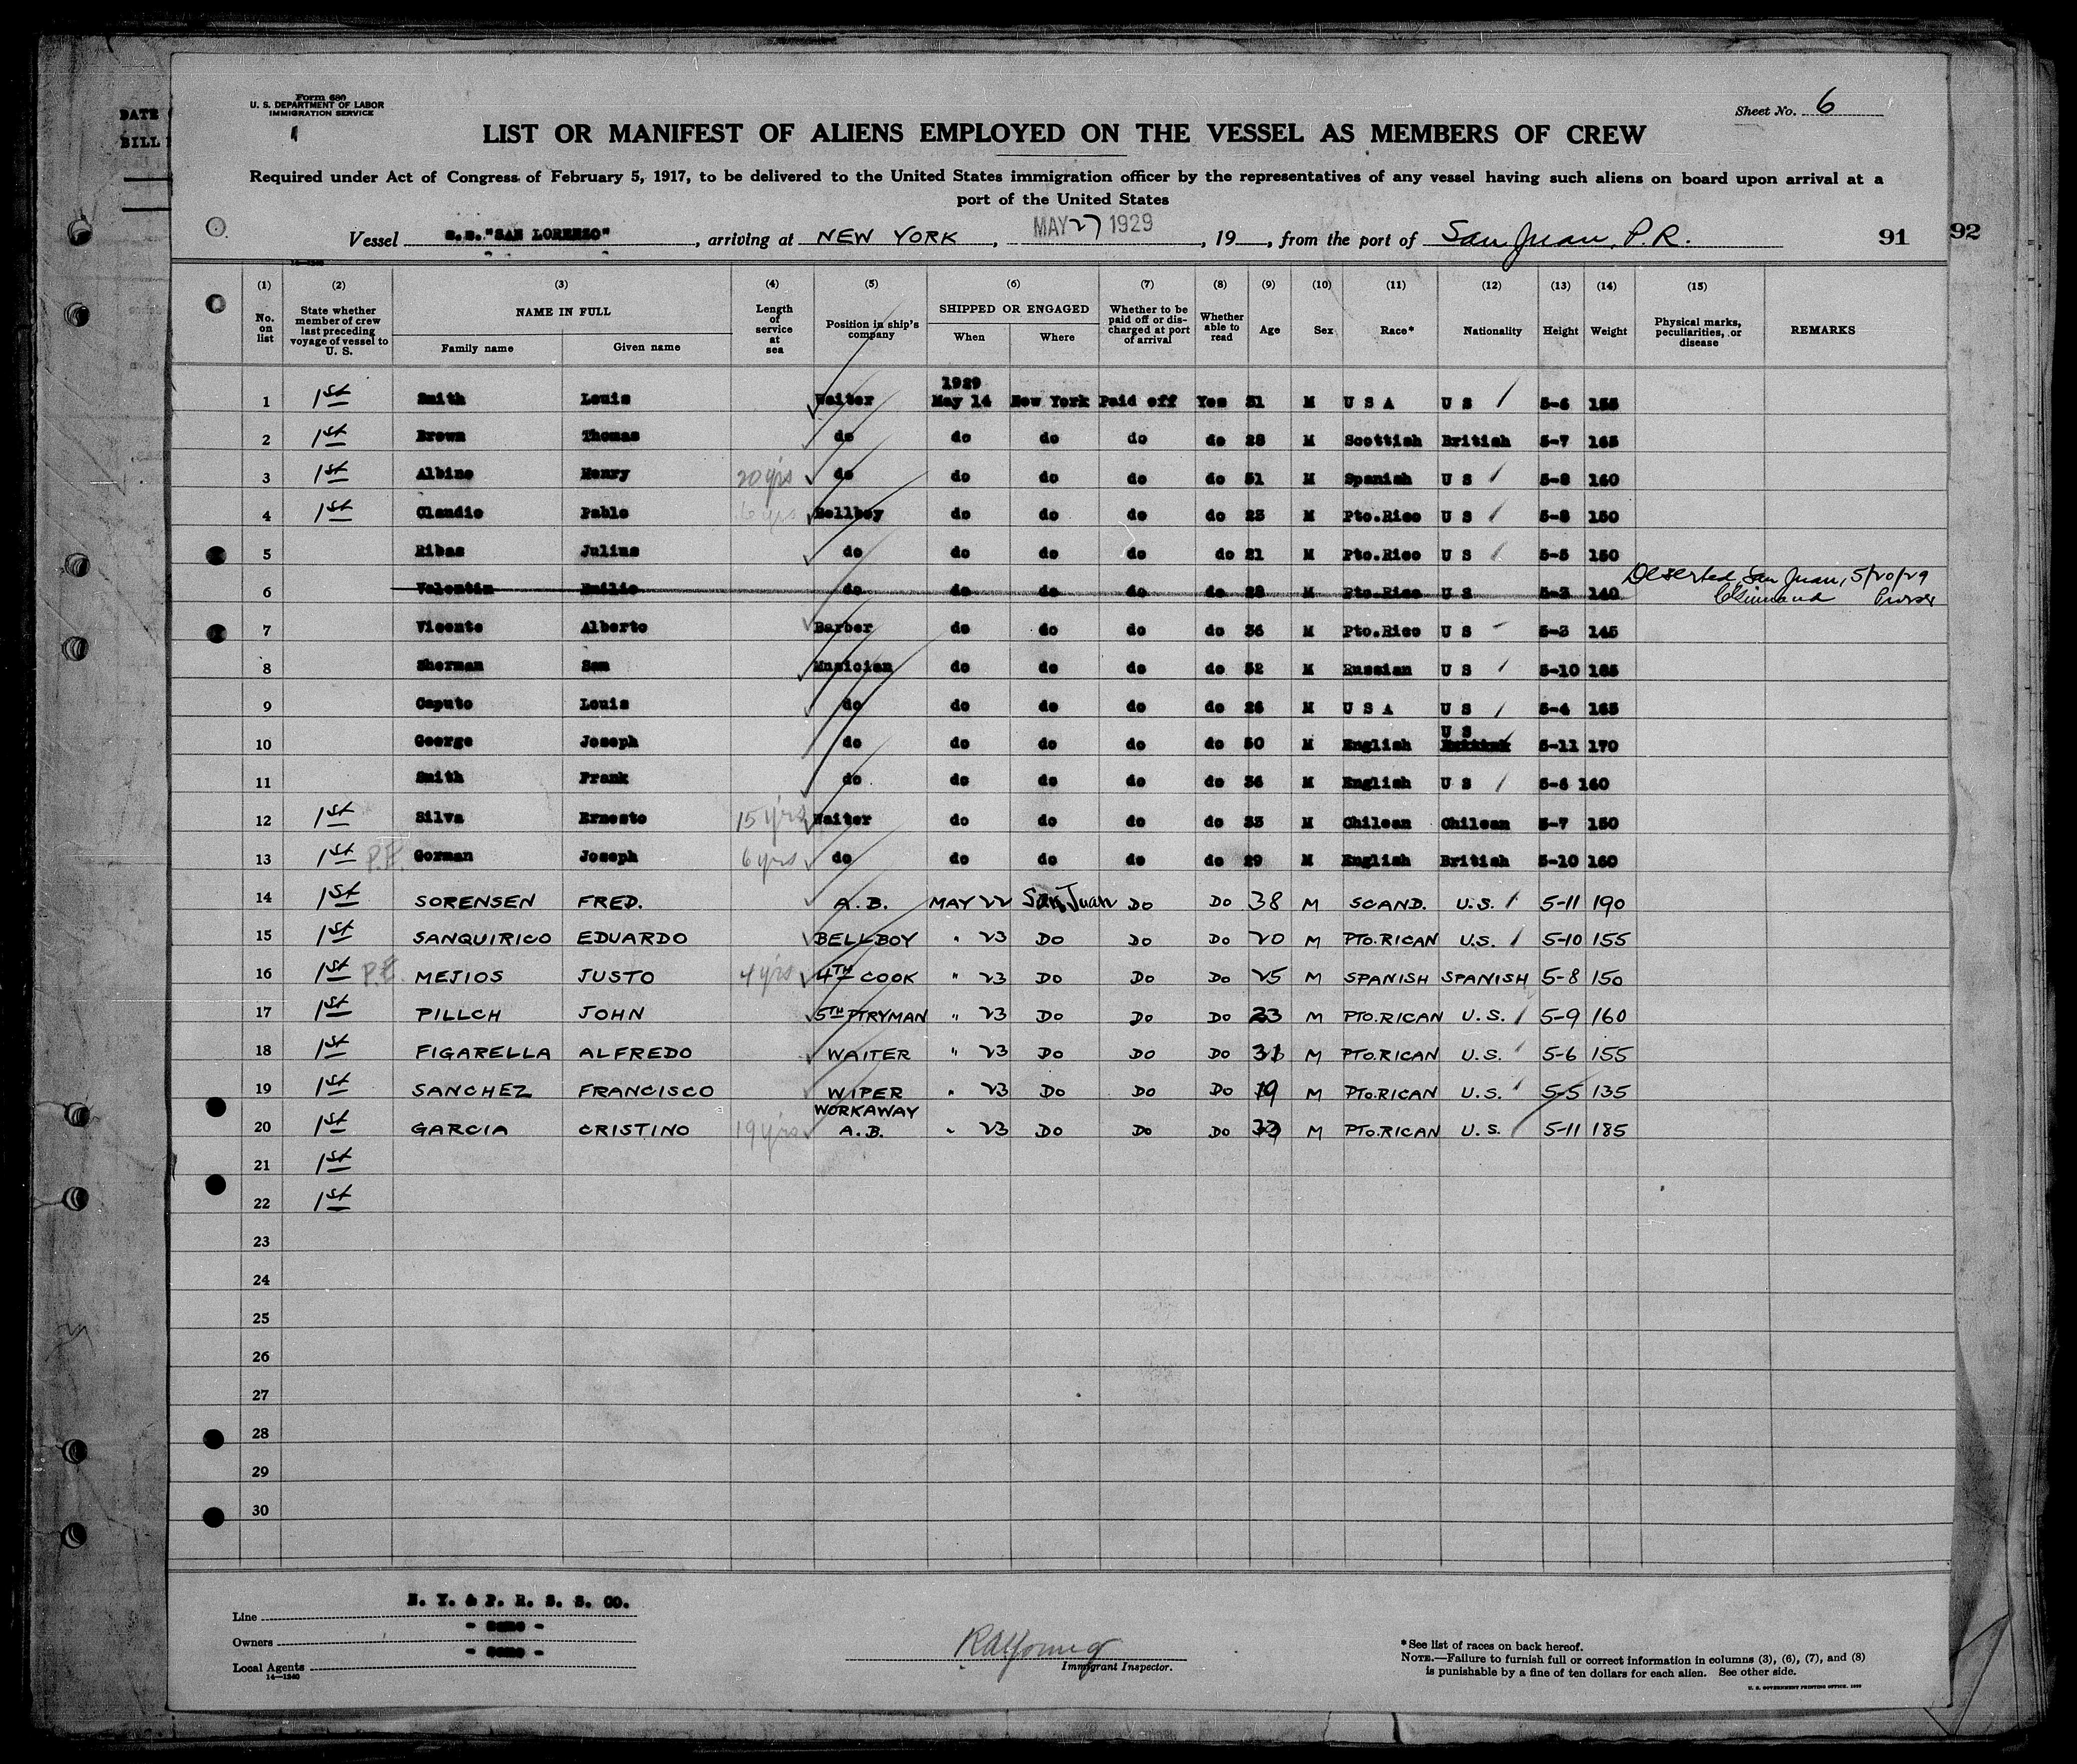 DATE
BILL
Form 680
U. S. DEPARTMENT OF LABOR
IMMIGRATION SERVICE
Sheet No. 6
LIST OR MANIFEST OF ALIENS EMPLOYED ON THE VESSEL AS MEMBERS OF CREW
Required under Act of Congress of February 5, 1917, to be delivered to the United States immigration officer by the representatives of any vessel having such aliens on board upon arrival at a
port of the United States
Vessel S.S. "SAN LORENZO", arriving at NEW YORK, MAY 27 1929, 19__, from the port of San Juan, P.R. 91 92
(1) (2) (3) (4) (5) (6) (7) (8) (9) (10) (11) (12) (13) (14) (15)
No. on list State whether member of crew last preceding voyage of vessel to U. S. NAME IN FULL Family name Given name Length of service at sea Position in ship's company SHIPPED OR ENGAGED When Where Whether to be paid off or discharged at port of arrival Whether able to read Age Sex Race* Nationality Height Weight Physical marks, peculiarities, or disease REMARKS
1929
1 1st Smith Louis Waiter May 14 New York Paid off Yes 31 M U S A U S 5-6 155
2 1st Brown Thomas do do do do do 28 M Scottish British 5-7 165
3 1st Albino Henry 20 yrs do do do do do 51 M Spanish U S 5-8 160
4 1st Claudio Pablo 6 yrs Bellboy do do do do 25 M Pto.Rico U S 5-8 150
5 Ribas Julius do do do do do 21 M Pto.Rico U S 5-5 150
6 Valentin Emilio do do do do do 28 M Pto.Rico U S 5-3 140 Deserted, San Juan, 5/20/29
Purser
7 Vicente Alberto Barber do do do do 36 M Pto.Rico U S 5-3 145
8 Sherman Sam Musician do do do do 32 M Russian U S 5-10 185
9 Caputo Louis do do do do do 26 M U S A U S 5-4 165
10 George Joseph do do do do do 50 M English U S 5-11 170
11 Smith Frank do do do do do 36 M English U S 5-6 160
12 1st Silva Ernesto 15 yrs Waiter do do do do 35 M Chilean Chilean 5-7 150
13 1st P.E. Gorman Joseph 6 yrs do do do do do 29 M English British 5-10 160
14 1st SORENSEN FRED. A.B. MAY 22 San Juan DO DO 38 M SCAND. U.S. 5-11 190
15 1st SANQUIRICO EDUARDO BELLBOY " 23 DO DO DO 20 M PTO.RICAN U.S. 5-10 155
16 1st P.E. MEJIOS JUSTO 4 yrs 4TH COOK " 23 DO DO DO 25 M SPANISH SPANISH 5-8 150
17 1st PILLCH JOHN 5TH PTRYMAN " 23 DO DO DO 23 M PTO.RICAN U.S. 5-9 160
18 1st FIGARELLA ALFREDO WAITER " 23 DO DO DO 31 M PTO.RICAN U.S. 5-6 155
19 1st SANCHEZ FRANCISCO WIPER " 23 DO DO DO 19 M PTO.RICAN U.S. 5-5 135
WORKAWAY
20 1st GARCIA CRISTINO 19 yrs A.B. " 23 DO DO DO M PTO.RICAN U.S. 5-11 185
21 1st
22 1st
23
24
25
26
27
28
29
30
Line N. Y. & P. R. S. S. CO.
Owners - same -
Local Agents - same -
14—1240
R A Young
Immigrant Inspector.
*See list of races on back hereof.
NOTE.—Failure to furnish full or correct information in columns (3), (6), (7), and (8)
is punishable by a fine of ten dollars for each alien. See other side.
U. S. GOVERNMENT PRINTING OFFICE